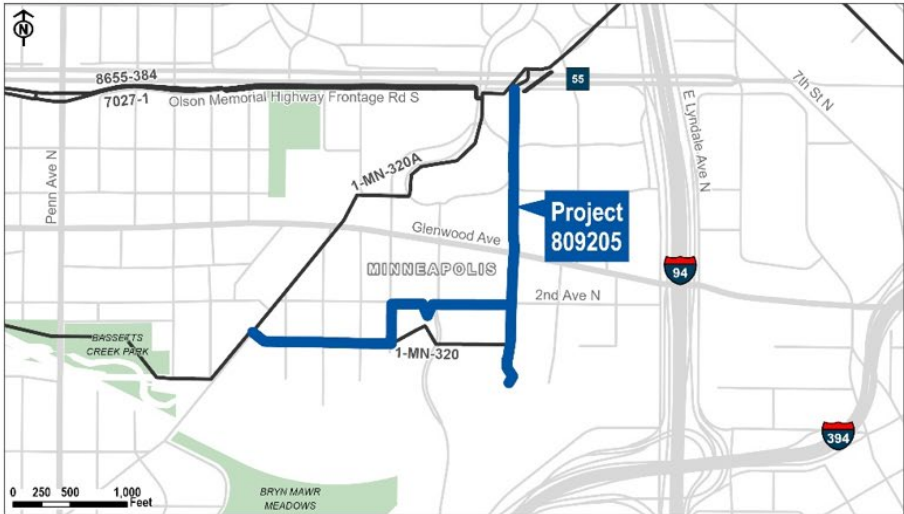 N
8655-384
55
7027-1
Olson Memorial Highway Frontage Rd S
7th St N
E Lyndale Ave N
Penn Ave N
1-MN-320A
Project
809205
Glenwood Ave
MINNEAPOLIS
94
2nd Ave N
BASSETTS
CREEK PARK
1-MN-320
394
BRYN MAWR
MEADOWS
0 250 500 1,000
Feet